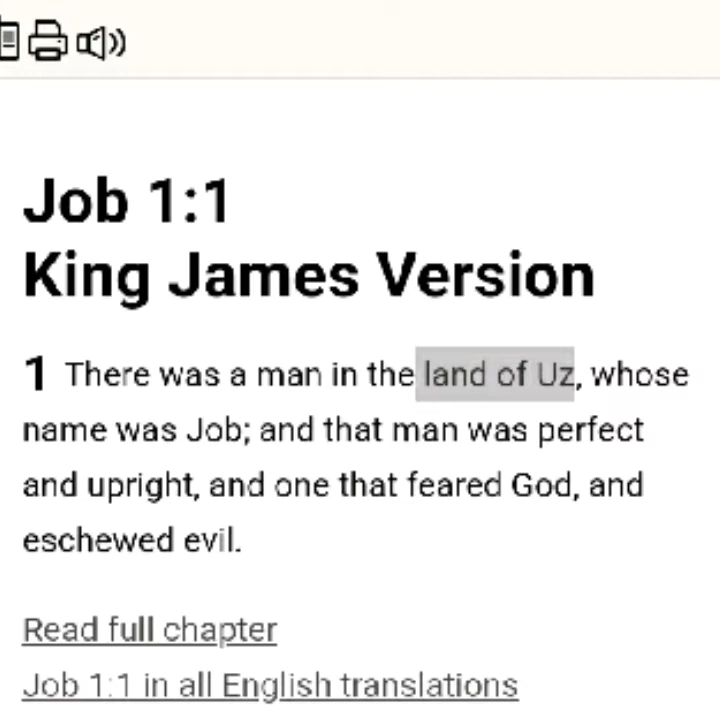 Job 1:1
King James Version
1 There was a man in the land of Uz, whose
name was Job; and that man was perfect
and upright, and one that feared God, and
eschewed evil.
Read full chapter
Job 1:1 in all English translations